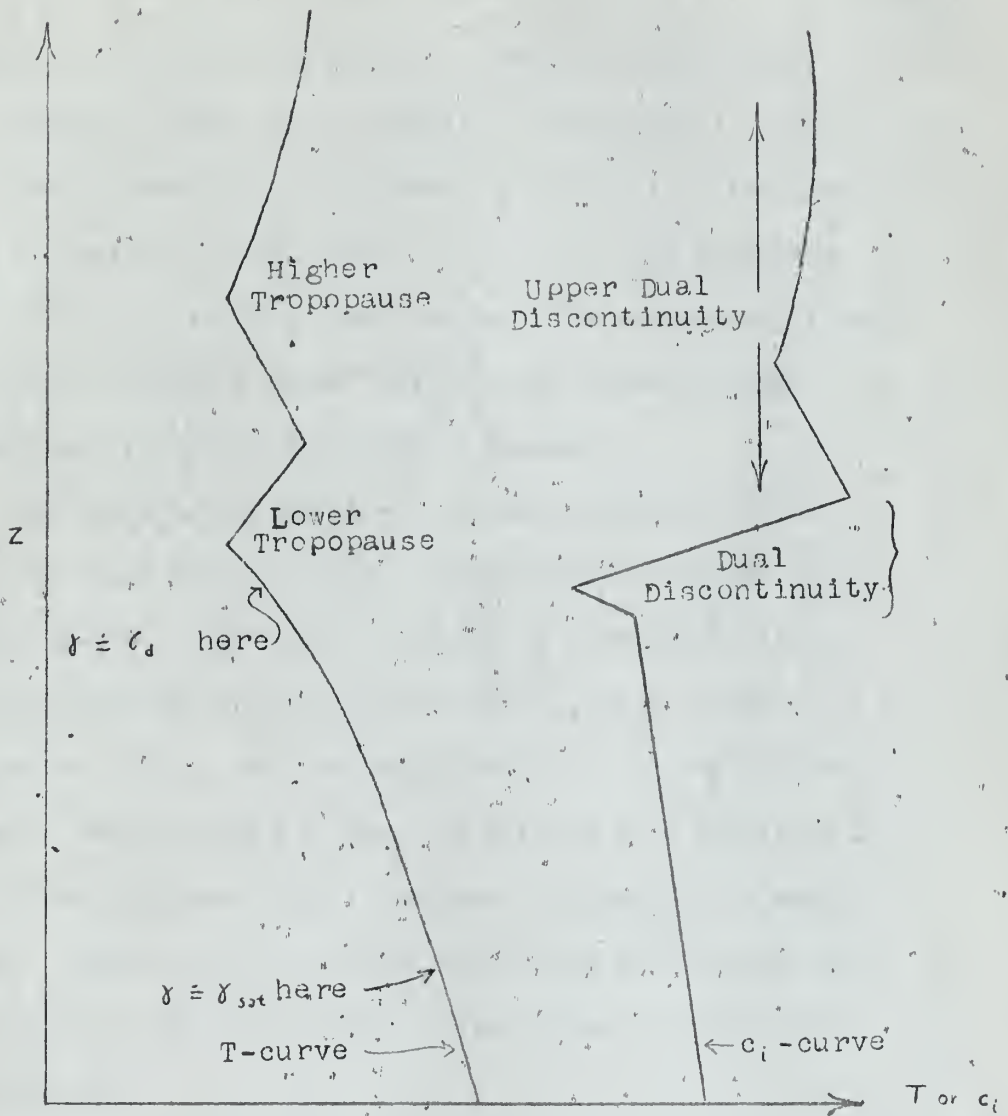 Higher
Tropopause
Upper Dual
Discontinuity
Z
Lower
Tropopause
Dual
Discontinuity
γ ≐ γd here
γ ≐ γsat here
T-curve
ci-curve
T or ci